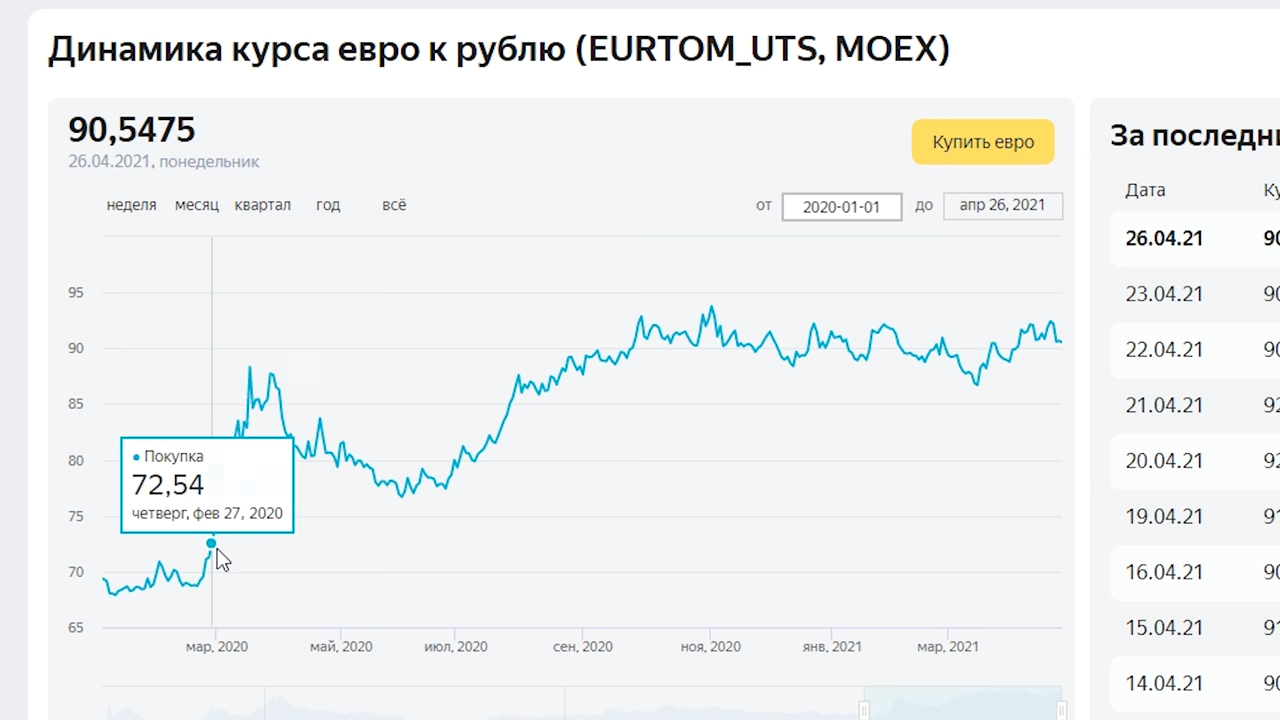 Динамика курса евро к рублю (EURTOM_UTS, MOEX)
90,5475
26.04.2021, понедельник
Купить евро
неделя месяц квартал год всё
от 2020-01-01 до апр 26, 2021
95
90
85
80
75
70
65
Покупка
72,54
четверг, фев 27, 2020
мар, 2020 май, 2020 июл, 2020 сен, 2020 ноя, 2020 янв, 2021 мар, 2021
За
Дата
26.04.21
23.04.21
22.04.21
21.04.21
20.04.21
19.04.21
16.04.21
15.04.21
14.04.21